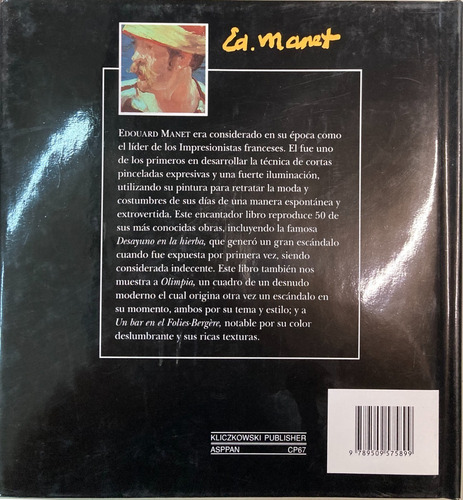 Ed. Manet
EDOUARD MANET era considerado en su época como
el líder de los Impresionistas franceses. El fue uno
de los primeros en desarrollar la técnica de cortas
pinceladas expresivas y una fuerte iluminación,
utilizando su pintura para retratar la moda y
costumbres de sus días de una manera espontánea y
extrovertida. Este encantador libro reproduce 50 de
sus más conocidas obras, incluyendo la famosa
Desayuno en la hierba, que generó un gran escándalo
cuando fue expuesta por primera vez, siendo
considerada indecente. Este libro también nos
muestra a Olimpia, un cuadro de un desnudo
moderno el cual origina otra vez un escándalo en
su momento, ambos por su tema y estilo; y a
Un bar en el Folies-Bergère, notable por su color
deslumbrante y sus ricas texturas.
KLICZKOWSKI PUBLISHER
ASPPAN CP67
9 789509 575899